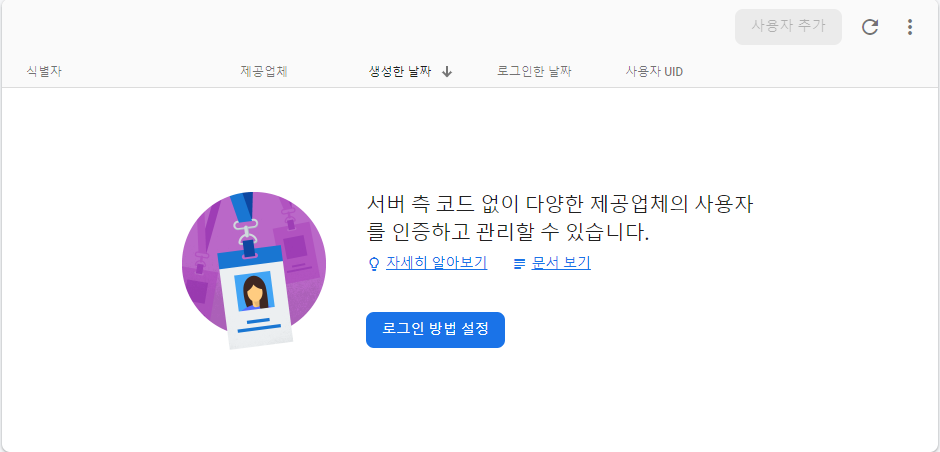 사용자 추가
식별자 제공업체 생성한 날짜 로그인한 날짜 사용자 UID
서버 측 코드 없이 다양한 제공업체의 사용자
를 인증하고 관리할 수 있습니다.
자세히 알아보기 문서 보기
로그인 방법 설정